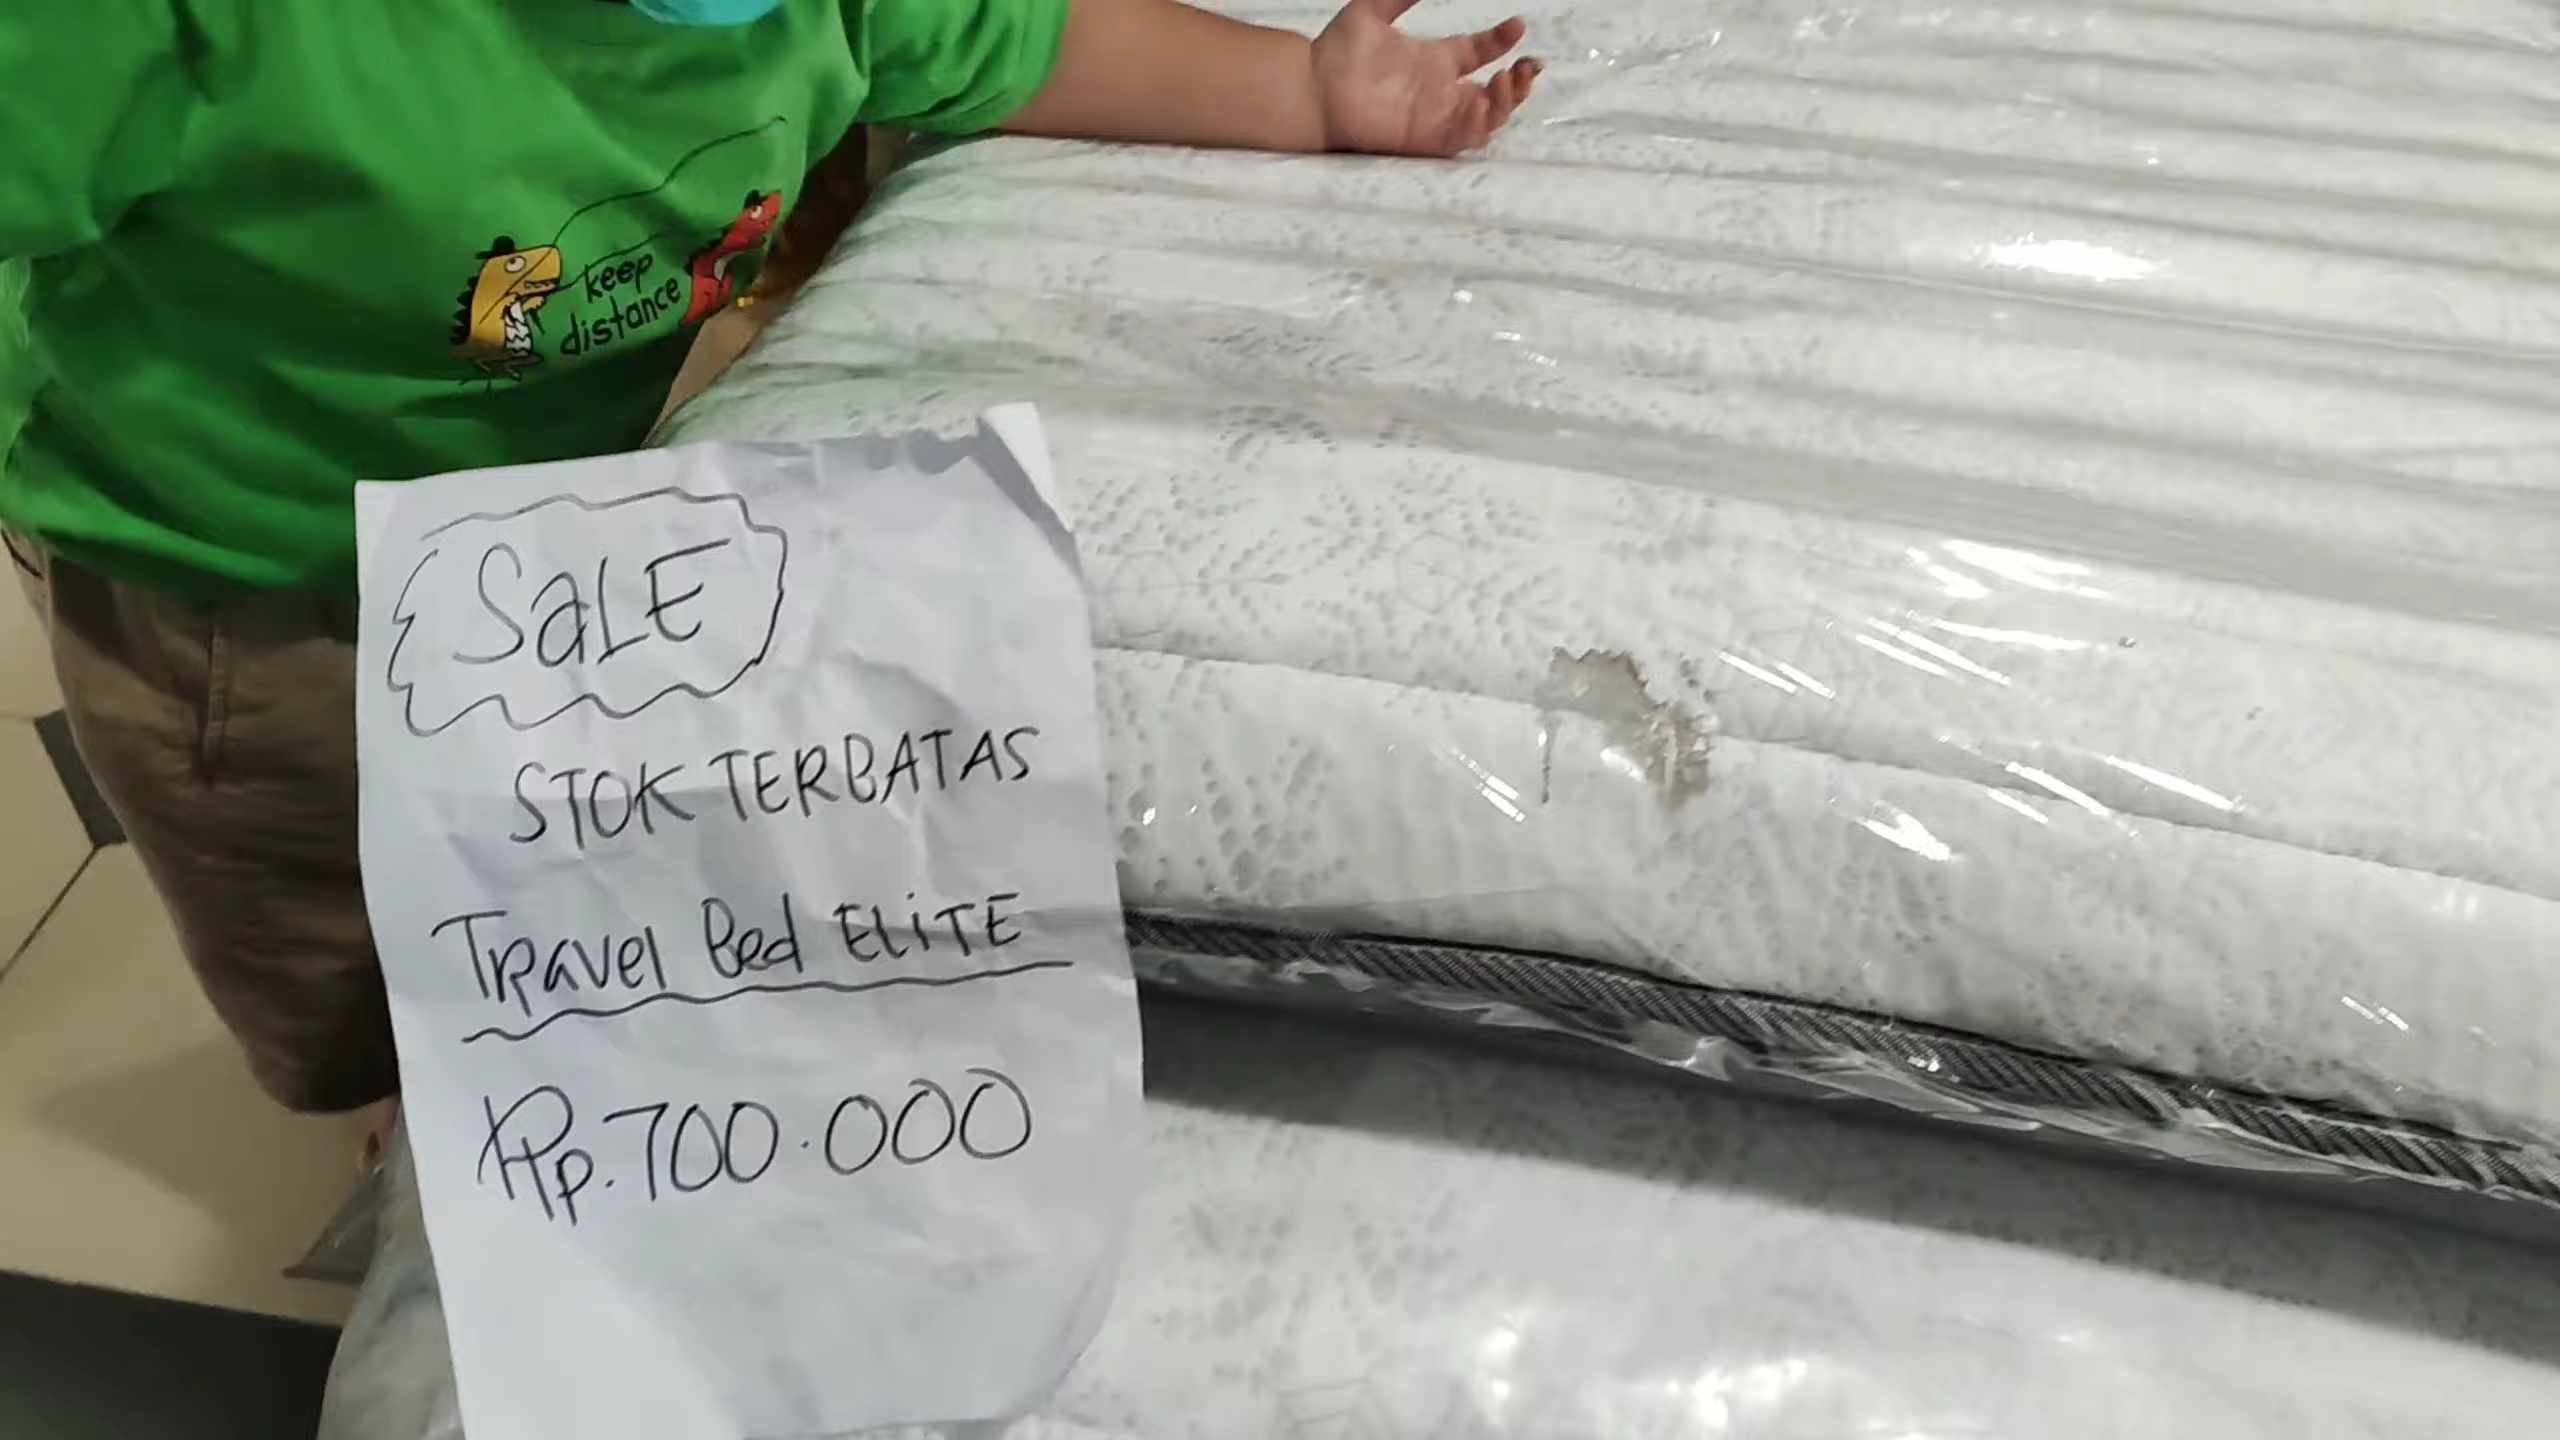 keep
distance
SaLE
STOK TERBATAS
TRavel Bed ELiTE
Rp.700.000